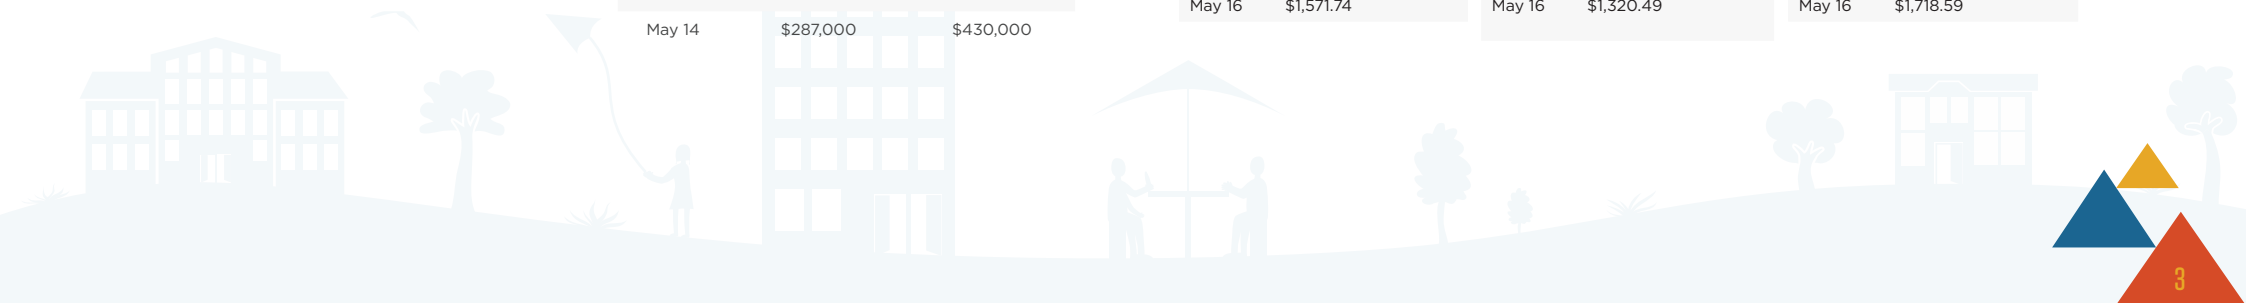 May 16 $1,571.74
May 16 $1,320.49
May 16 $1,718.59
May 14 $287,000 $430,000
3